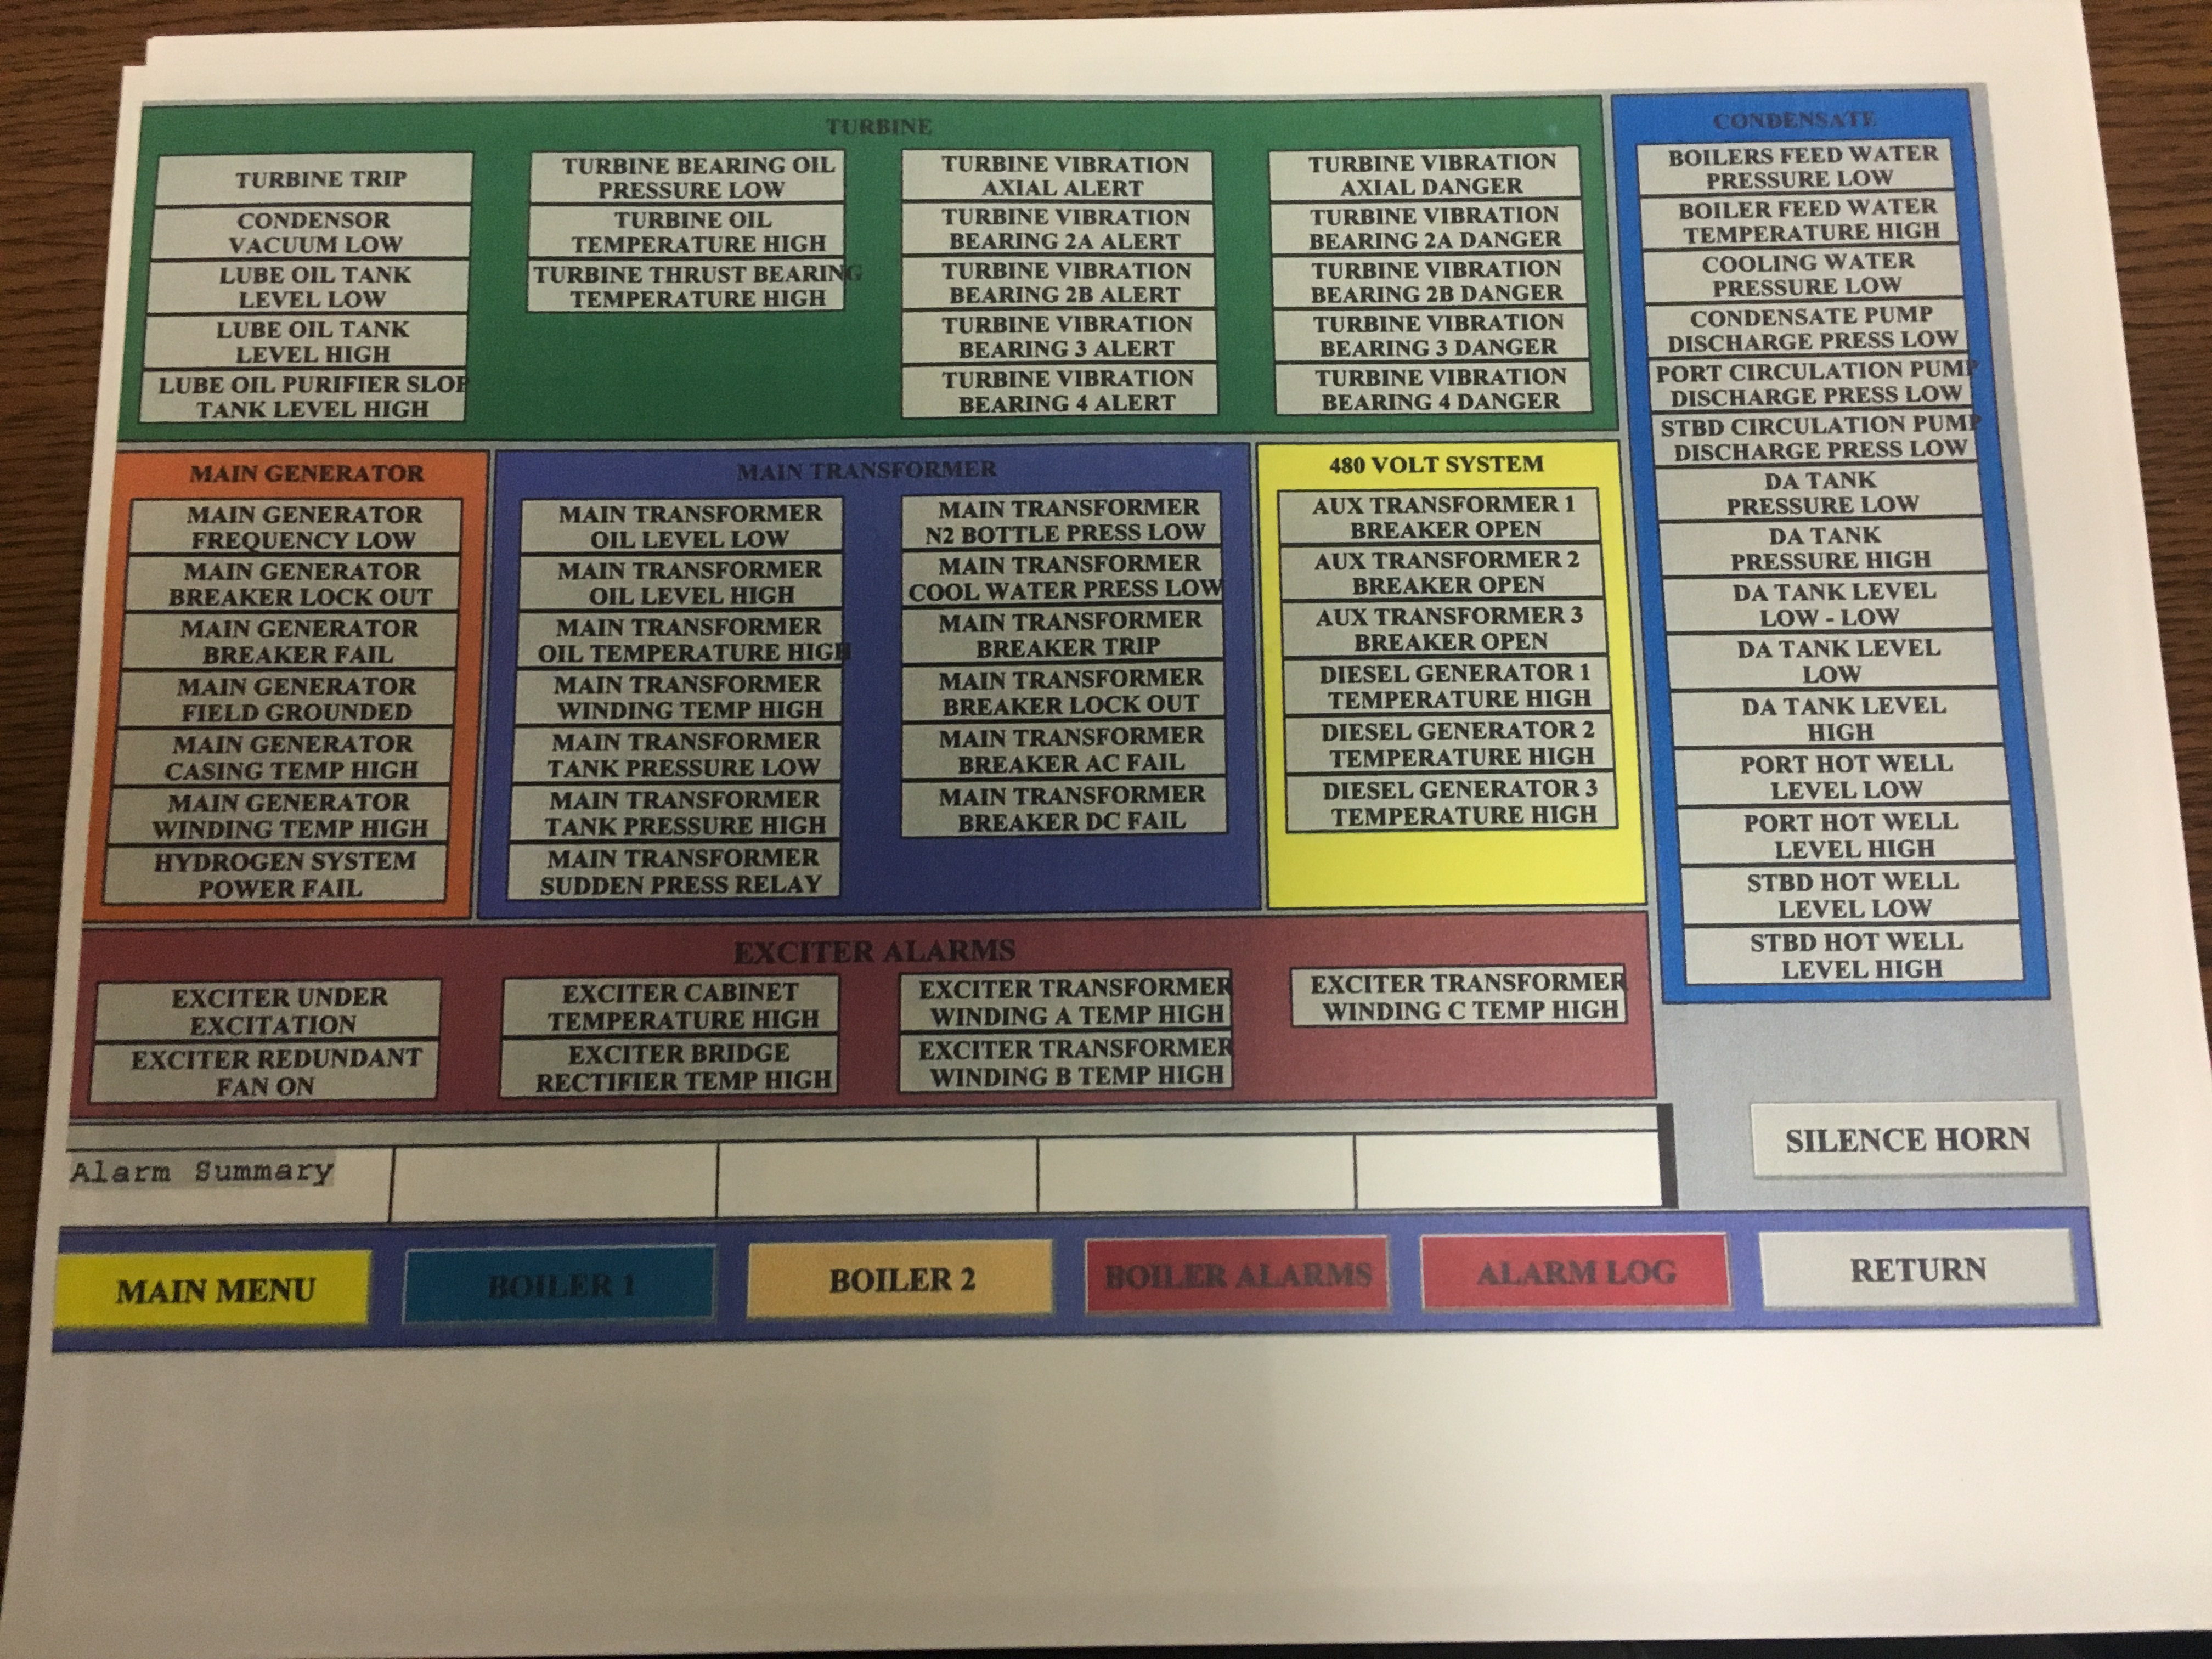 TURBINE
TURBINE TRIP
CONDENSOR
VACUUM LOW
LUBE OIL TANK
LEVEL LOW
LUBE OIL TANK
LEVEL HIGH
LUBE OIL PURIFIER SLOP
TANK LEVEL HIGH
TURBINE BEARING OIL
PRESSURE LOW
TURBINE OIL
TEMPERATURE HIGH
TURBINE THRUST BEARING
TEMPERATURE HIGH
TURBINE VIBRATION
AXIAL ALERT
TURBINE VIBRATION
BEARING 2A ALERT
TURBINE VIBRATION
BEARING 2B ALERT
TURBINE VIBRATION
BEARING 3 ALERT
TURBINE VIBRATION
BEARING 4 ALERT
TURBINE VIBRATION
AXIAL DANGER
TURBINE VIBRATION
BEARING 2A DANGER
TURBINE VIBRATION
BEARING 2B DANGER
TURBINE VIBRATION
BEARING 3 DANGER
TURBINE VIBRATION
BEARING 4 DANGER
CONDENSATE
BOILERS FEED WATER
PRESSURE LOW
BOILER FEED WATER
TEMPERATURE HIGH
COOLING WATER
PRESSURE LOW
CONDENSATE PUMP
DISCHARGE PRESS LOW
PORT CIRCULATION PUMP
DISCHARGE PRESS LOW
STBD CIRCULATION PUMP
DISCHARGE PRESS LOW
DA TANK
PRESSURE LOW
DA TANK
PRESSURE HIGH
DA TANK LEVEL
LOW - LOW
DA TANK LEVEL
LOW
DA TANK LEVEL
HIGH
PORT HOT WELL
LEVEL LOW
PORT HOT WELL
LEVEL HIGH
STBD HOT WELL
LEVEL LOW
STBD HOT WELL
LEVEL HIGH
MAIN GENERATOR
MAIN GENERATOR
FREQUENCY LOW
MAIN GENERATOR
BREAKER LOCK OUT
MAIN GENERATOR
BREAKER FAIL
MAIN GENERATOR
FIELD GROUNDED
MAIN GENERATOR
CASING TEMP HIGH
MAIN GENERATOR
WINDING TEMP HIGH
HYDROGEN SYSTEM
POWER FAIL
MAIN TRANSFORMER
MAIN TRANSFORMER
OIL LEVEL LOW
MAIN TRANSFORMER
OIL LEVEL HIGH
MAIN TRANSFORMER
OIL TEMPERATURE HIGH
MAIN TRANSFORMER
WINDING TEMP HIGH
MAIN TRANSFORMER
TANK PRESSURE LOW
MAIN TRANSFORMER
TANK PRESSURE HIGH
MAIN TRANSFORMER
SUDDEN PRESS RELAY
MAIN TRANSFORMER
N2 BOTTLE PRESS LOW
MAIN TRANSFORMER
COOL WATER PRESS LOW
MAIN TRANSFORMER
BREAKER TRIP
MAIN TRANSFORMER
BREAKER LOCK OUT
MAIN TRANSFORMER
BREAKER AC FAIL
MAIN TRANSFORMER
BREAKER DC FAIL
480 VOLT SYSTEM
AUX TRANSFORMER 1
BREAKER OPEN
AUX TRANSFORMER 2
BREAKER OPEN
AUX TRANSFORMER 3
BREAKER OPEN
DIESEL GENERATOR 1
TEMPERATURE HIGH
DIESEL GENERATOR 2
TEMPERATURE HIGH
DIESEL GENERATOR 3
TEMPERATURE HIGH
EXCITER ALARMS
EXCITER UNDER
EXCITATION
EXCITER REDUNDANT
FAN ON
EXCITER CABINET
TEMPERATURE HIGH
EXCITER BRIDGE
RECTIFIER TEMP HIGH
EXCITER TRANSFORMER
WINDING A TEMP HIGH
EXCITER TRANSFORMER
WINDING B TEMP HIGH
EXCITER TRANSFORMER
WINDING C TEMP HIGH
Alarm Summary
SILENCE HORN
MAIN MENU
BOILER 1
BOILER 2
BOILER ALARMS
ALARM LOG
RETURN